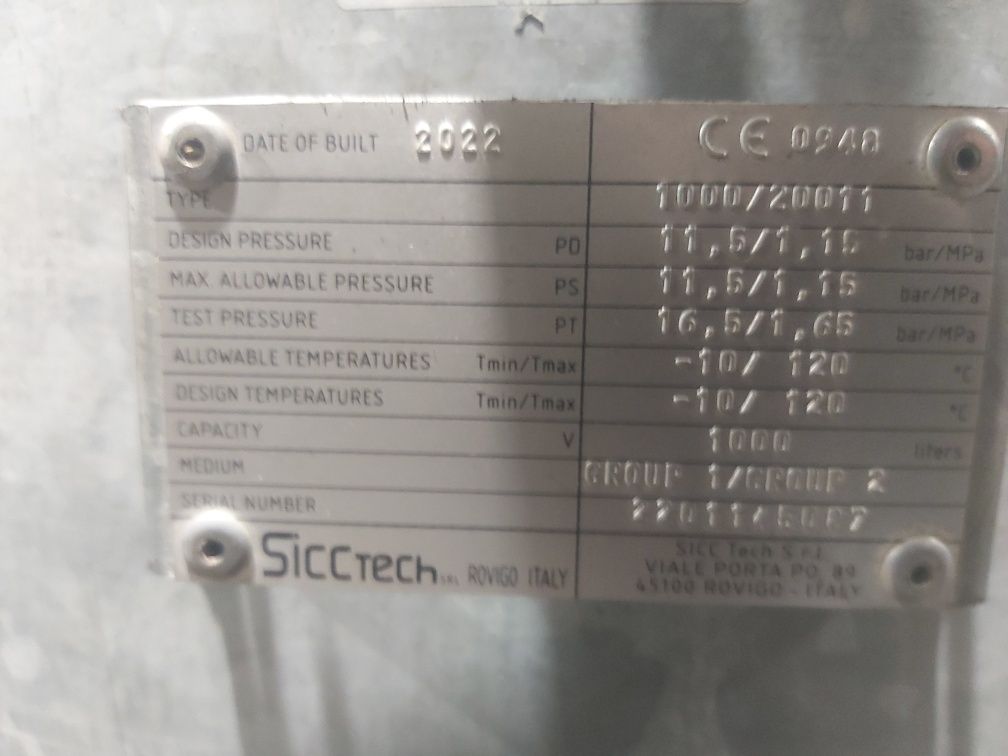 DATE OF BUILT 2022 CE 0948
TYPE 1000/20011
DESIGN PRESSURE PD 11,5/1,15 bar/MPa
MAX. ALLOWABLE PRESSURE PS 11,5/1,15 bar/MPa
TEST PRESSURE PT 16,5/1,65 bar/MPa
ALLOWABLE TEMPERATURES Tmin/Tmax -10/ 120 °C
DESIGN TEMPERATURES Tmin/Tmax -10/ 120 °C
CAPACITY V 1000 liters
MEDIUM GROUP 1/GROUP 2
SERIAL NUMBER
SICCTECH SRL ROVIGO ITALY
SICC Tech S.r.l.
VIALE PORTA PO, 89
45100 ROVIGO - ITALY